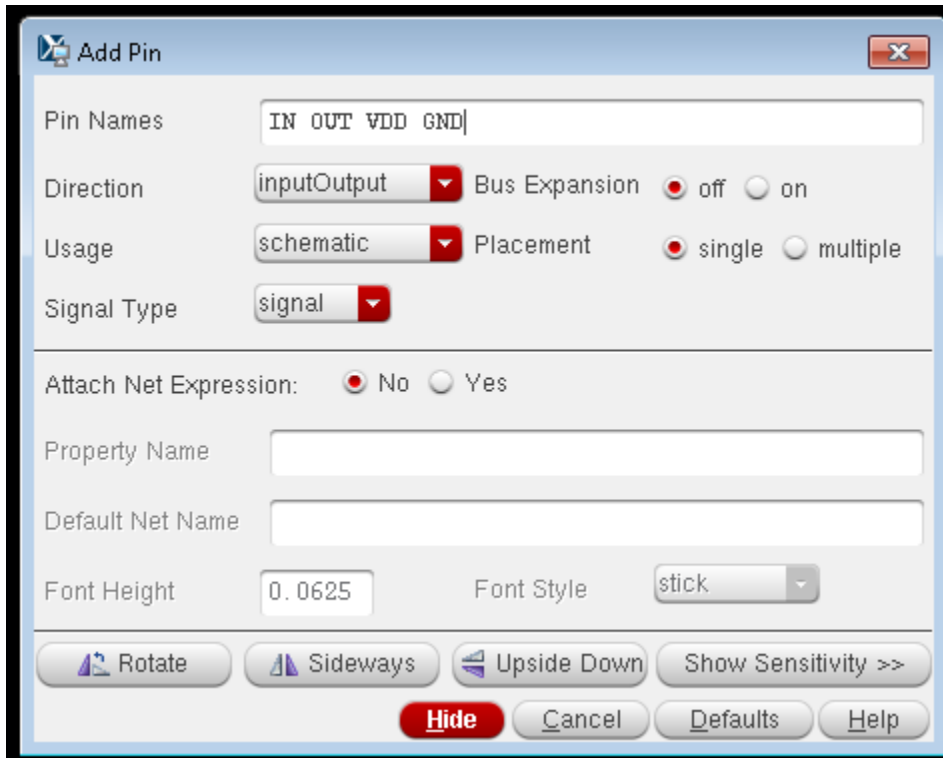 Add Pin
Pin Names IN OUT VDD GND
Direction inputOutput Bus Expansion off on
Usage schematic Placement single multiple
Signal Type signal
Attach Net Expression: No Yes
Property Name
Default Net Name
Font Height 0.0625 Font Style stick
Rotate Sideways Upside Down Show Sensitivity >>
Hide Cancel Defaults Help